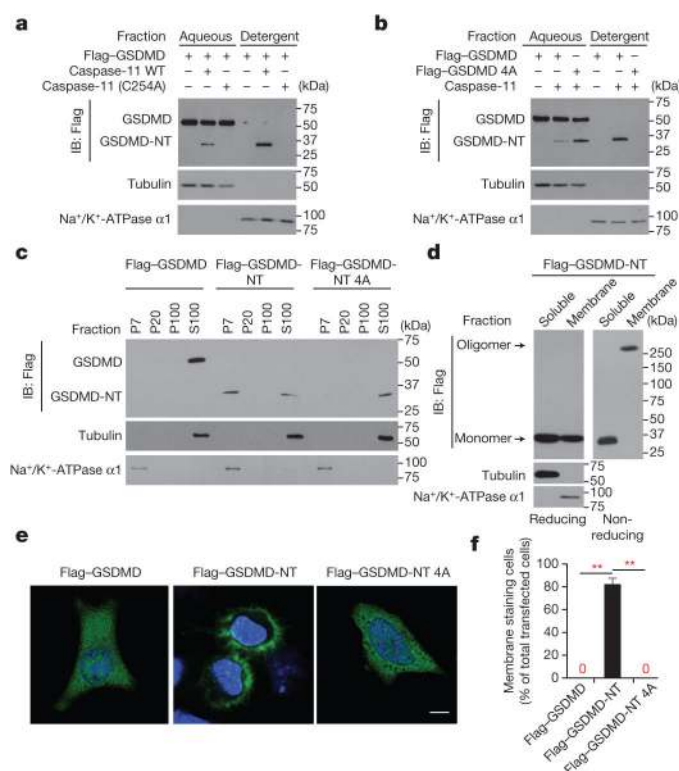 a
Fraction Aqueous Detergent
Flag–GSDMD + + + + + +
Caspase-11 WT + +
Caspase-11 (C254A) + + (kDa)
IB: Flag
GSDMD
GSDMD-NT
75
50
37
25
Tubulin
75
50
Na⁺/K⁺-ATPase α1
100
75
b
Fraction Aqueous Detergent
Flag–GSDMD + + – + + –
Flag–GSDMD 4A – – + – – +
Caspase-11 – + + – + + (kDa)
IB: Flag
GSDMD
GSDMD-NT
75
50
37
25
Tubulin
75
50
Na⁺/K⁺-ATPase α1
100
75
c
Flag–GSDMD Flag–GSDMD-NT Flag–GSDMD-NT 4A
Fraction P7 P20 P100 S100 P7 P20 P100 S100 P7 P20 P100 S100 (kDa)
IB: Flag
GSDMD
GSDMD-NT
75
50
37
25
Tubulin
75
50
Na⁺/K⁺-ATPase α1
100
75
d
Flag–GSDMD-NT
Fraction Soluble Membrane Soluble Membrane (kDa)
IB: Flag
Oligomer
Monomer
250
150
100
75
50
37
25
Tubulin
75
50
Na⁺/K⁺-ATPase α1
100
75
Reducing Non-reducing
e
Flag–GSDMD Flag–GSDMD-NT Flag–GSDMD-NT 4A
f
Membrane staining cells
(% of total transfected cells)
100
80
60
40
20
0
** **
0 0
Flag–GSDMD
Flag–GSDMD-NT
Flag–GSDMD-NT 4A